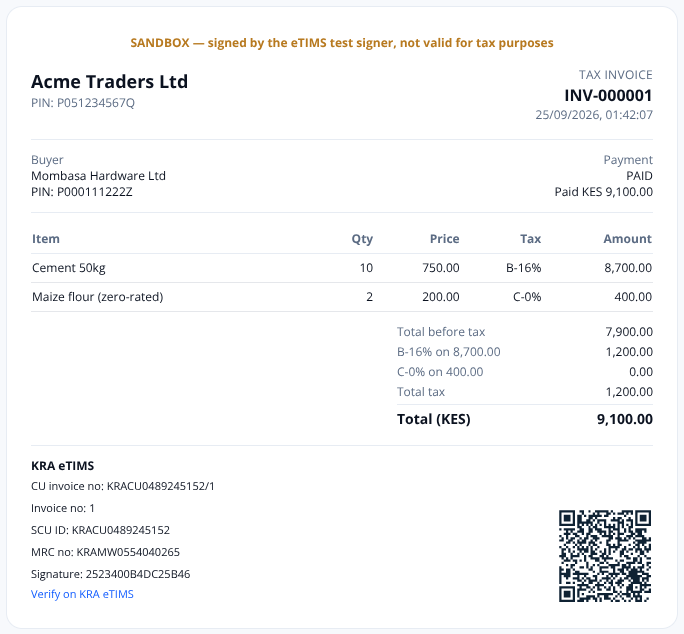 SANDBOX — signed by the eTIMS test signer, not valid for tax purposes
Acme Traders Ltd
PIN: P051234567Q
TAX INVOICE
INV-000001
25/09/2026, 01:42:07
Buyer
Mombasa Hardware Ltd
PIN: P000111222Z
Payment
PAID
Paid KES 9,100.00
Item Qty Price Tax Amount
Cement 50kg 10 750.00 B-16% 8,700.00
Maize flour (zero-rated) 2 200.00 C-0% 400.00
Total before tax 7,900.00
B-16% on 8,700.00 1,200.00
C-0% on 400.00 0.00
Total tax 1,200.00
Total (KES) 9,100.00
KRA eTIMS
CU invoice no: KRACU0489245152/1
Invoice no: 1
SCU ID: KRACU0489245152
MRC no: KRAMW0554040265
Signature: 2523400B4DC25B46
Verify on KRA eTIMS